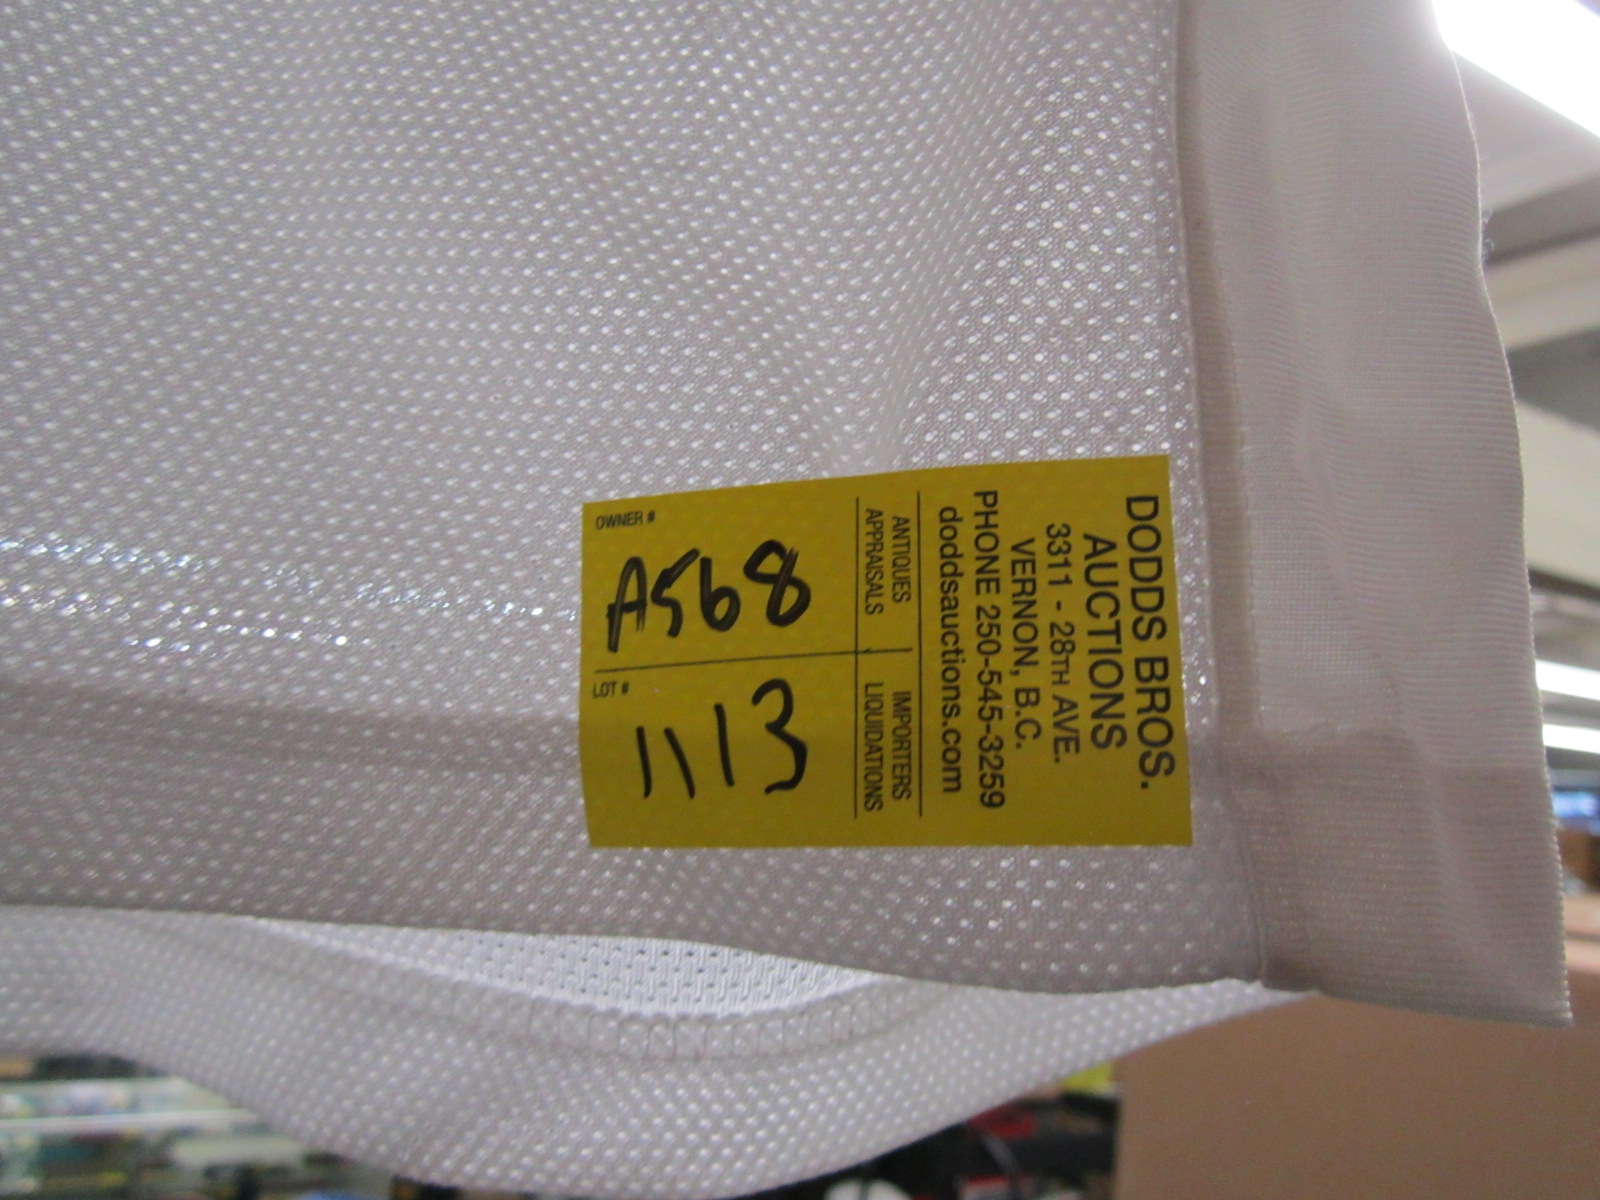 DODDS BROS.
AUCTIONS
3311 - 28TH AVE.
VERNON, B.C.
PHONE 250-545-3259
doddsauctions.com
ANTIQUES IMPORTERS
APPRAISALS LIQUIDATIONS
OWNER #
A568
LOT #
1113